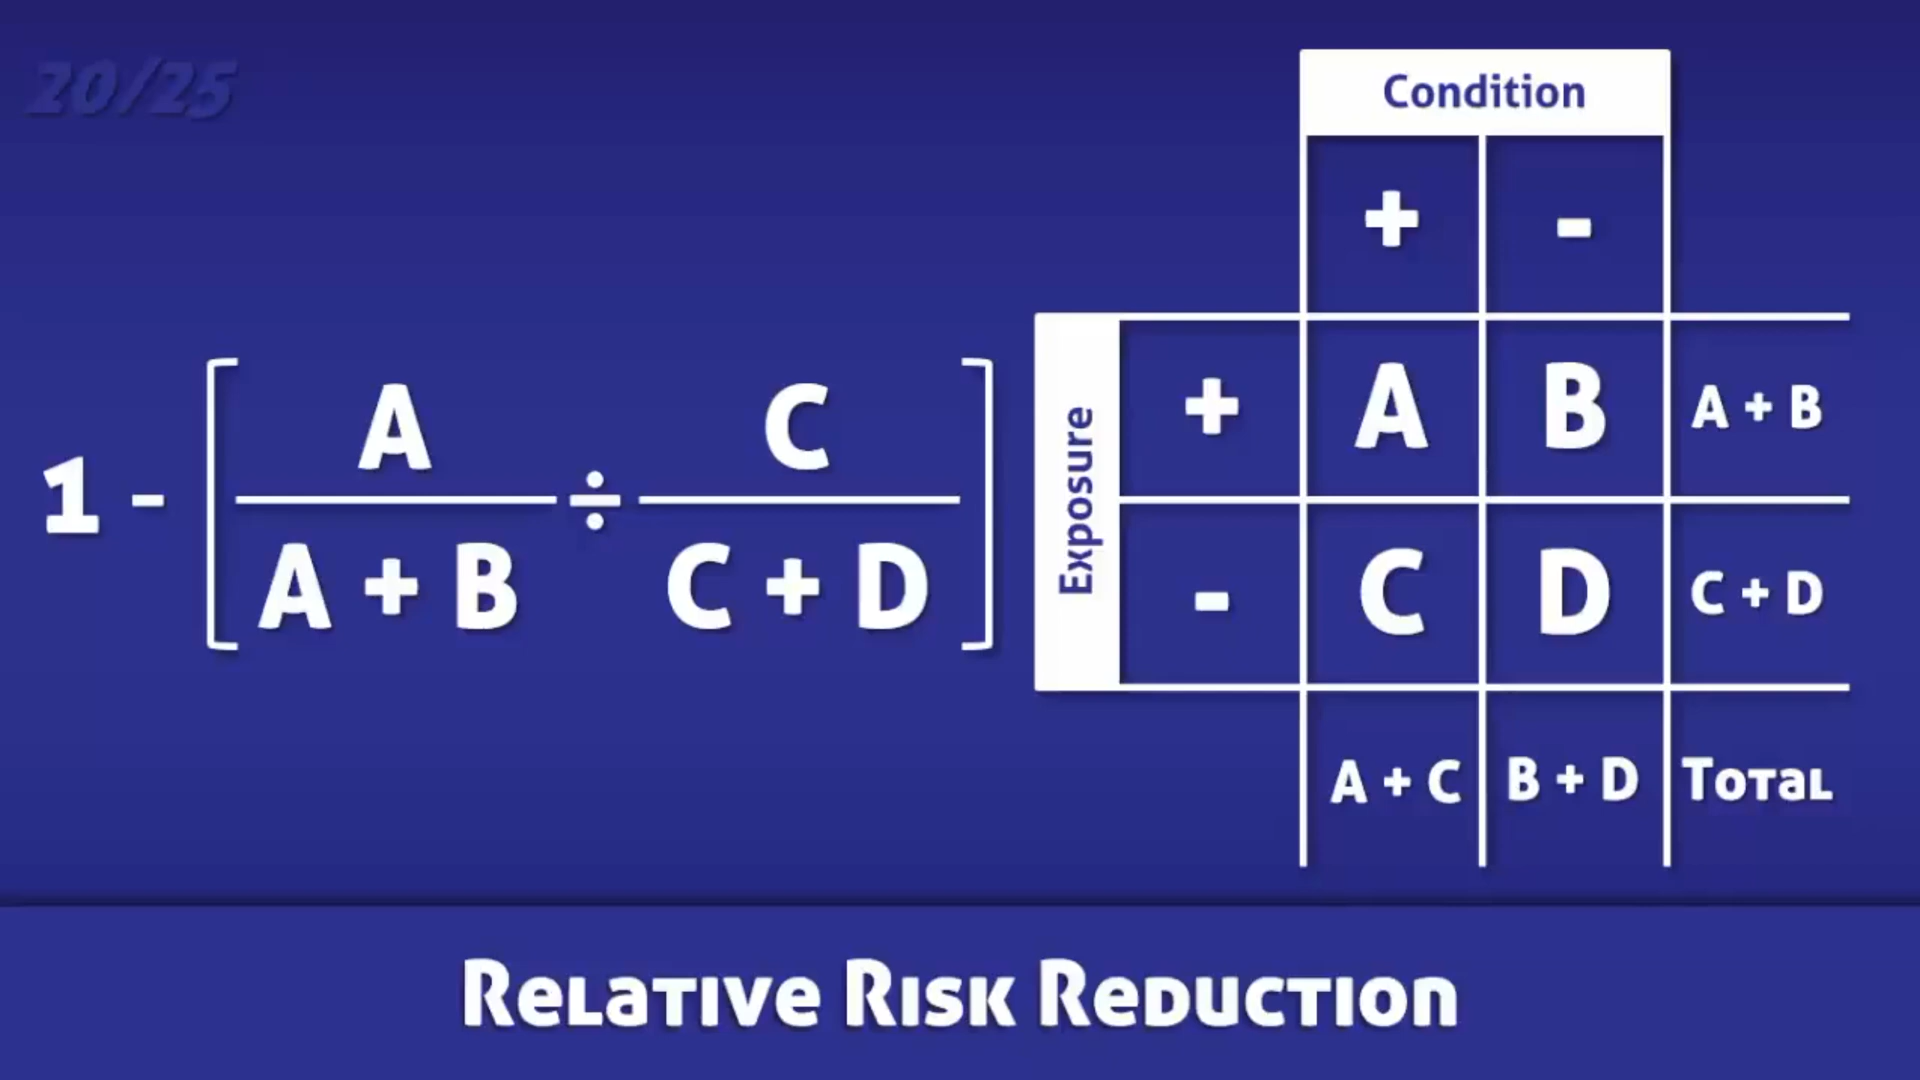 20/25
Condition
+ -
1 - [ A / A + B ÷ C / C + D ]
Exposure
+ A B A + B
- C D C + D
A + C B + D Total
Relative Risk Reduction